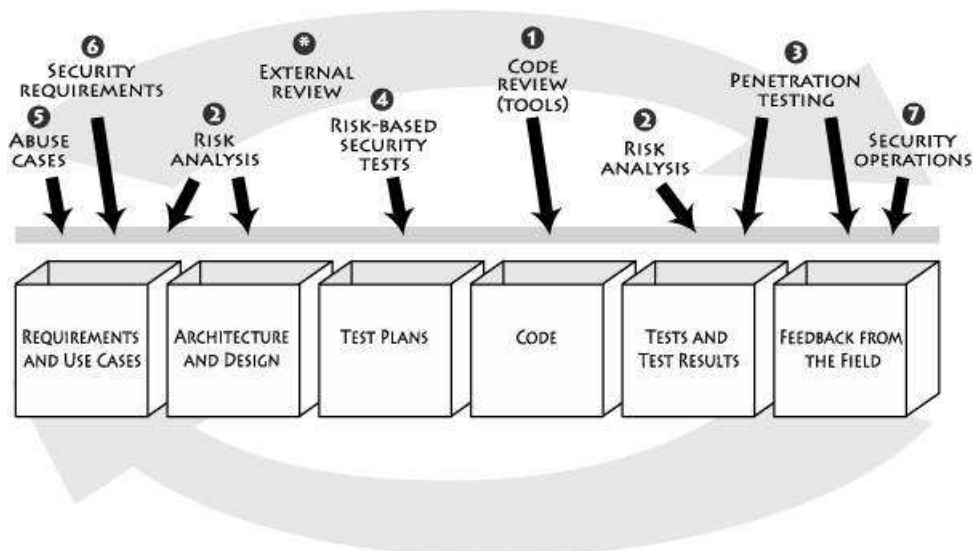 6
SECURITY
REQUIREMENTS
5
ABUSE
CASES
2
RISK
ANALYSIS
*
EXTERNAL
REVIEW
4
RISK-BASED
SECURITY
TESTS
1
CODE
REVIEW
(TOOLS)
2
RISK
ANALYSIS
3
PENETRATION
TESTING
7
SECURITY
OPERATIONS
REQUIREMENTS
AND USE CASES
ARCHITECTURE
AND DESIGN
TEST PLANS
CODE
TESTS AND
TEST RESULTS
FEEDBACK FROM
THE FIELD